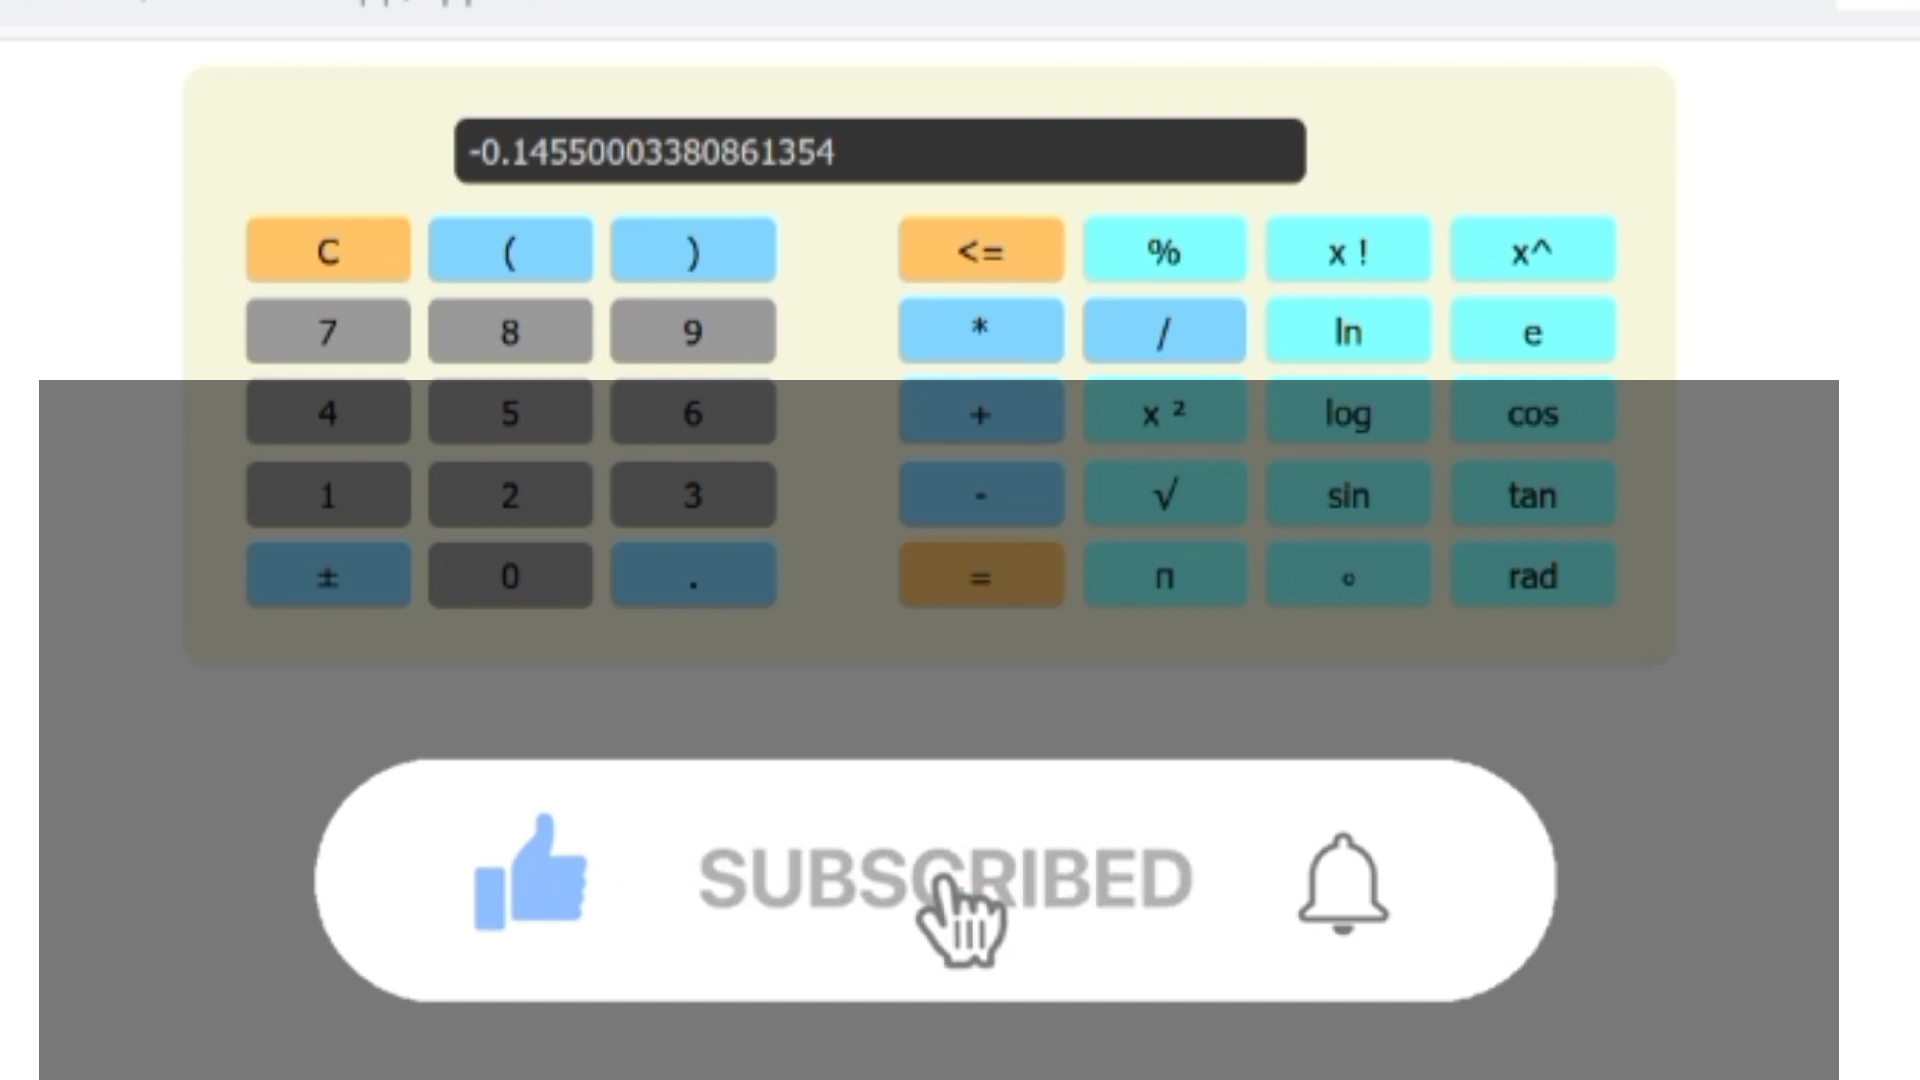 -0.14550003380861354
C ( ) <= % x ! x^
7 8 9 * / ln e
4 5 6 + x ² log cos
1 2 3 - √ sin tan
± 0 . = п ∘ rad
SUBSCRIBED